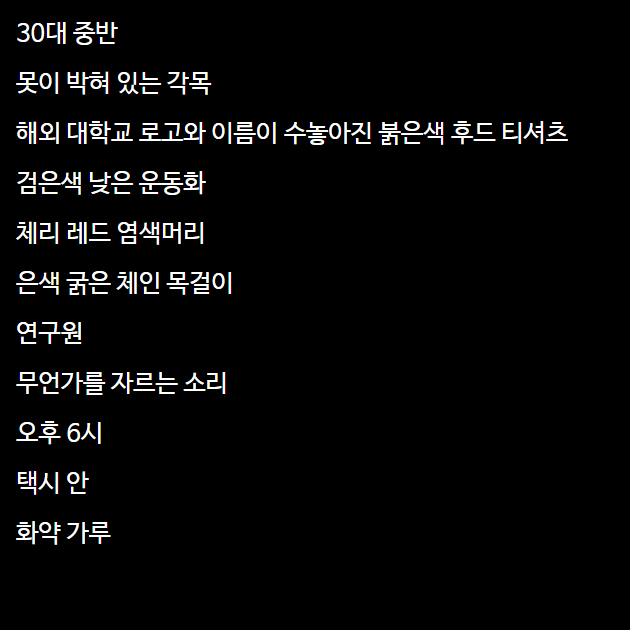 30대 중반
못이 박혀 있는 각목
해외 대학교 로고와 이름이 수놓아진 붉은색 후드 티셔츠
검은색 낮은 운동화
체리 레드 염색머리
은색 굵은 체인 목걸이
연구원
무언가를 자르는 소리
오후 6시
택시 안
화약 가루